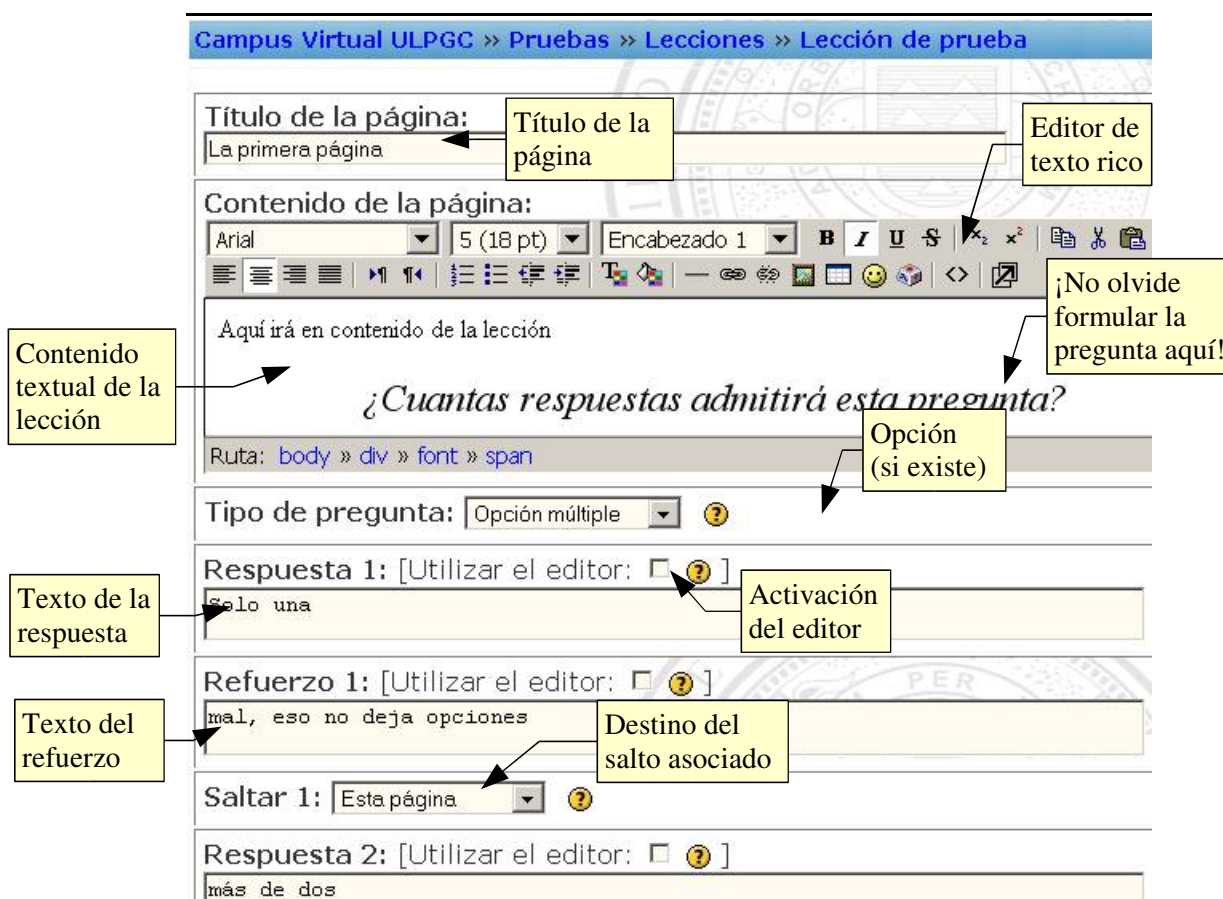 Campus Virtual ULPGC » Pruebas » Lecciones » Lección de prueba
Título de la página:
La primera página
Título de la
página
Editor de
texto rico
Contenido de la página:
Arial 5 (18 pt) Encabezado 1 B I U S x₂ x²
Aquí irá en contenido de la lección
¡No olvide
formular la
pregunta aquí!
Contenido
textual de la
lección
¿Cuantas respuestas admitirá esta pregunta?
Ruta: body » div » font » span
Opción
(si existe)
Tipo de pregunta: Opción múltiple
Respuesta 1: [Utilizar el editor: ]
Solo una
Texto de la
respuesta
Activación
del editor
Refuerzo 1: [Utilizar el editor: ]
PER
mal, eso no deja opciones
Texto del
refuerzo
Destino del
salto asociado
Saltar 1: Esta página
Respuesta 2: [Utilizar el editor: ]
más de dos